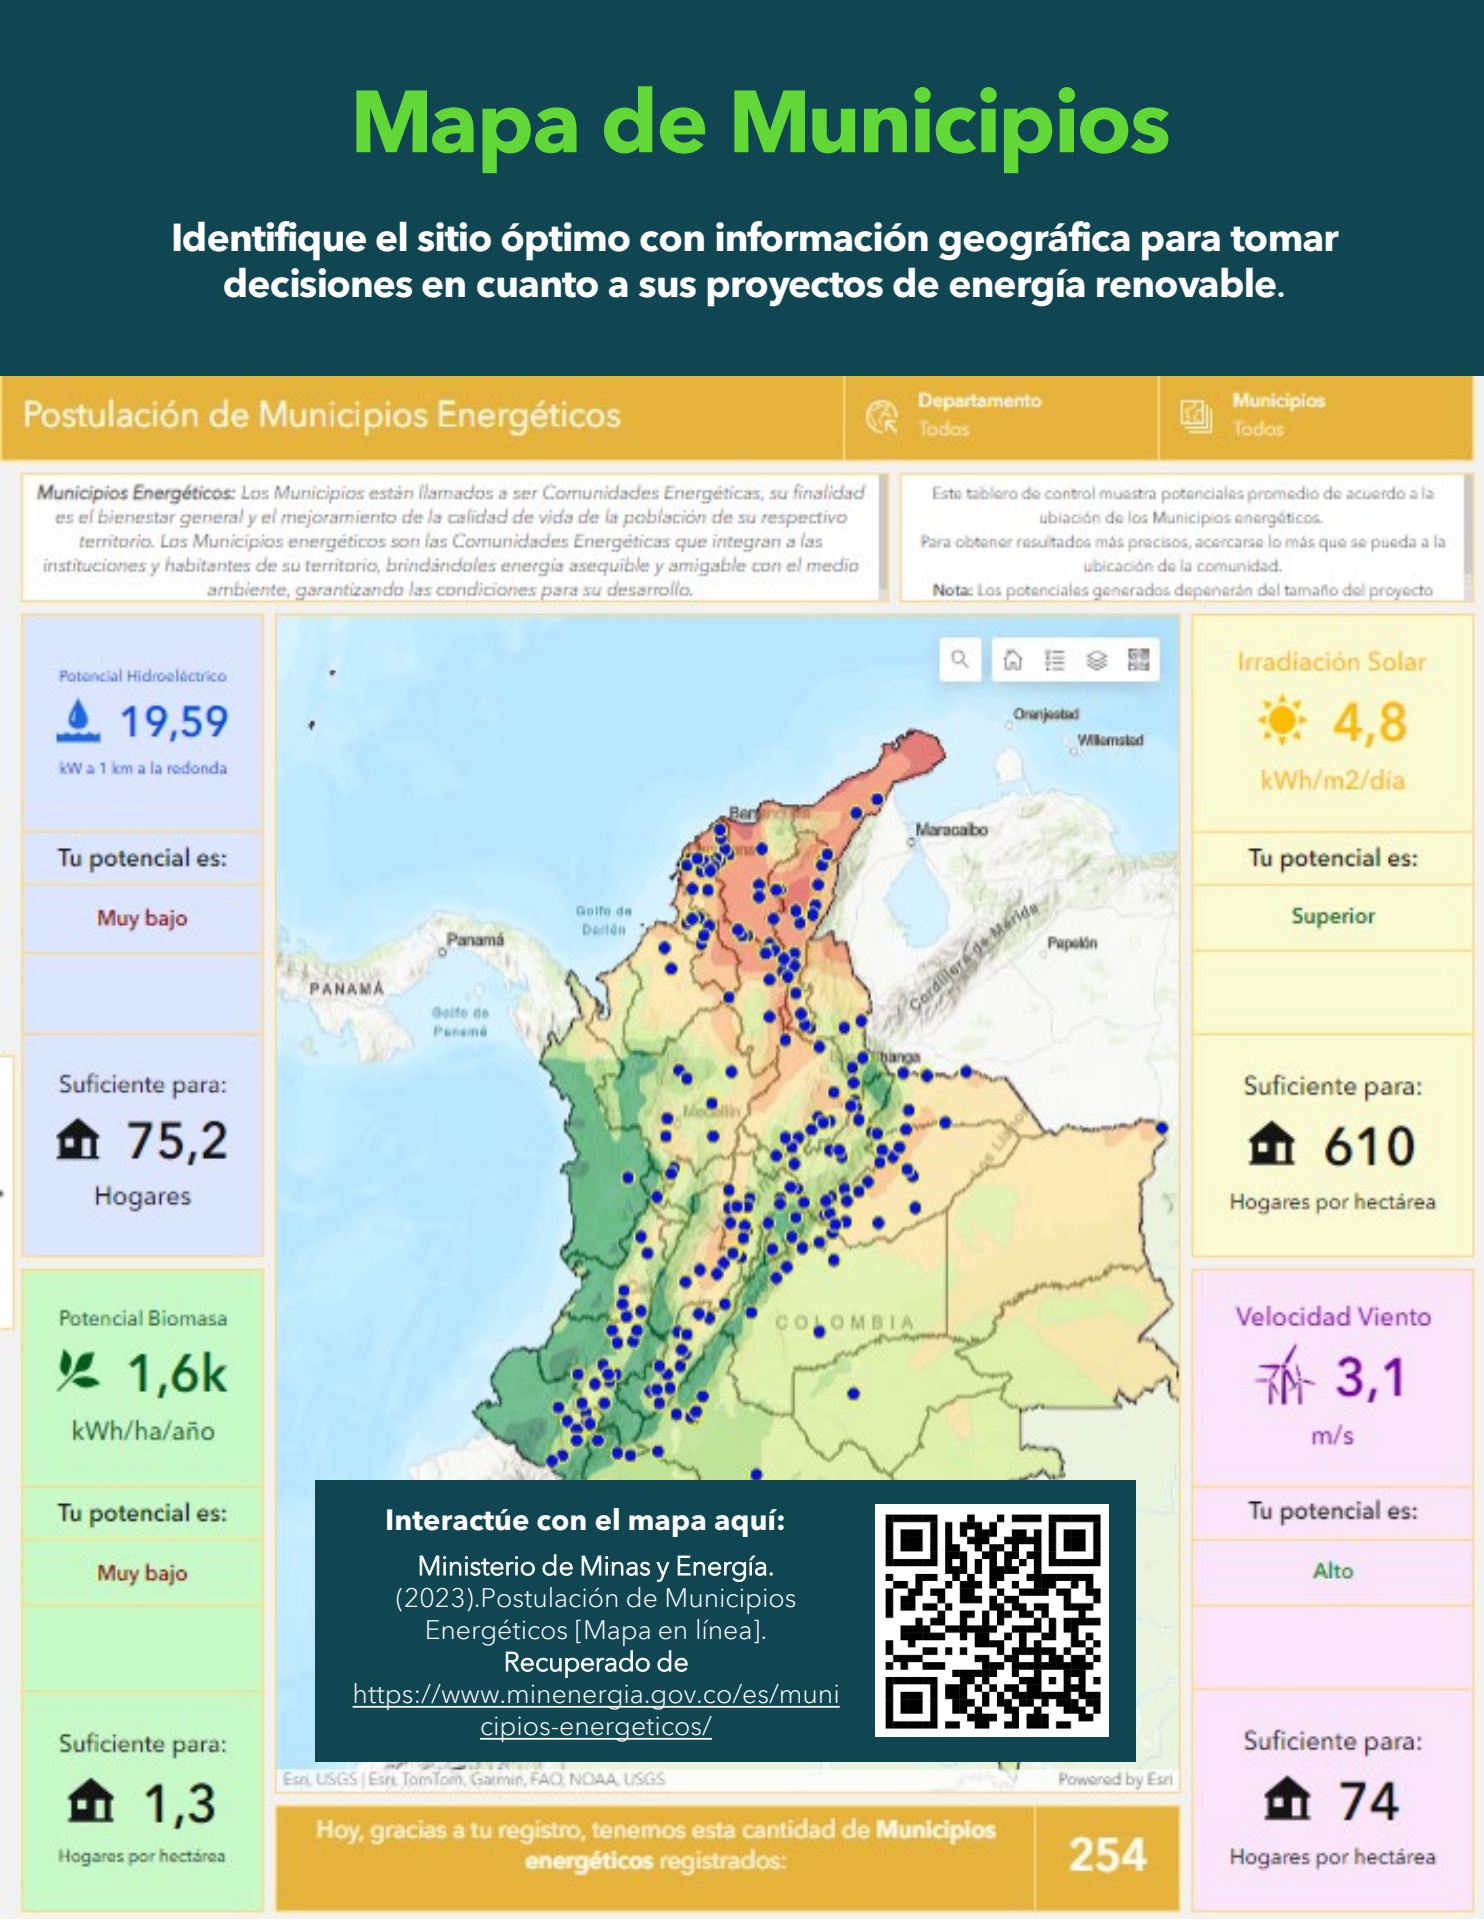 Mapa de Municipios
Identifique el sitio óptimo con información geográfica para tomar
decisiones en cuanto a sus proyectos de energía renovable.
Postulación de Municipios Energéticos
Departamento
Todos
Municipios
Todos
Municipios Energéticos: Los Municipios están llamados a ser Comunidades Energéticas, su finalidad
es el bienestar general y el mejoramiento de la calidad de vida de la población de su respectivo
territorio. Los Municipios energéticos son las Comunidades Energéticas que integran a las
instituciones y habitantes de su territorio, brindándoles energía asequible y amigable con el medio
ambiente, garantizando las condiciones para su desarrollo.
Este tablero de control muestra potenciales promedio de acuerdo a la
ubiación de los Municipios energéticos.
Para obtener resultados más precisos, acercarse lo más que se pueda a la
ubicación de la comunidad.
Nota: Los potenciales generados depenerán del tamaño del proyecto
Potencial Hidroeléctrico
19,59
kW a 1 km a la redonda
Tu potencial es:
Muy bajo
Suficiente para:
75,2
Hogares
Potencial Biomasa
1,6k
kWh/ha/año
Tu potencial es:
Muy bajo
Suficiente para:
1,3
Hogares por hectárea
Oranjestad
Willemstad
Maracaibo
Golfo de
Darién
Panamá
Papelón
Cordillera de Mérida
PANAMÁ
Golfo de
Panamá
Medellín
COLOMBIA
Interactúe con el mapa aquí:
Ministerio de Minas y Energía.
(2023).Postulación de Municipios
Energéticos [Mapa en línea].
Recuperado de
https://www.minenergia.gov.co/es/muni
cipios-energeticos/
Esri, USGS | Esri, TomTom, Garmin, FAO, NOAA, USGS
Powered by Esri
Hoy, gracias a tu registro, tenemos esta cantidad de Municipios
energéticos registrados:
254
Irradiación Solar
4,8
kWh/m2/día
Tu potencial es:
Superior
Suficiente para:
610
Hogares por hectárea
Velocidad Viento
3,1
m/s
Tu potencial es:
Alto
Suficiente para:
74
Hogares por hectárea